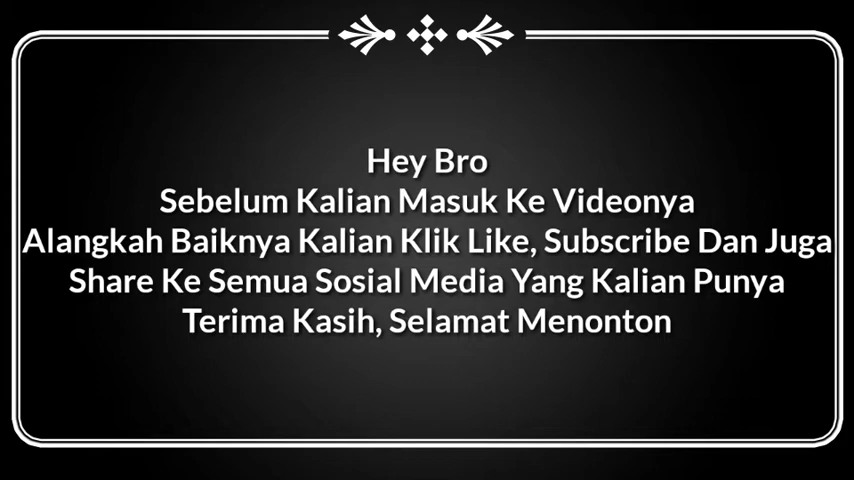 Hey Bro
Sebelum Kalian Masuk Ke Videonya
Alangkah Baiknya Kalian Klik Like, Subscribe Dan Juga
Share Ke Semua Sosial Media Yang Kalian Punya
Terima Kasih, Selamat Menonton